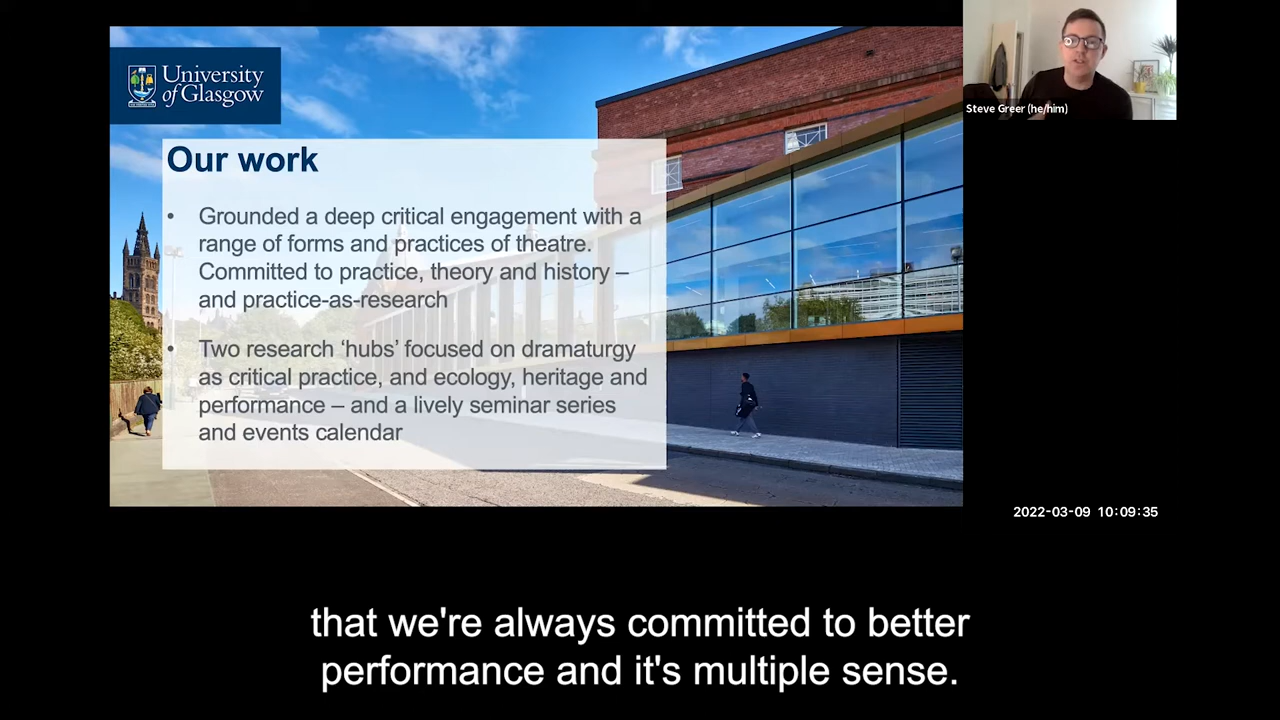 University
of Glasgow
Our work
• Grounded a deep critical engagement with a
range of forms and practices of theatre.
Committed to practice, theory and history –
and practice-as-research
• Two research ‘hubs’ focused on dramaturgy
as critical practice, and ecology, heritage and
performance – and a lively seminar series
and events calendar
Steve Greer (he/him)
2022-03-09 10:09:35
that we're always committed to better
performance and it's multiple sense.